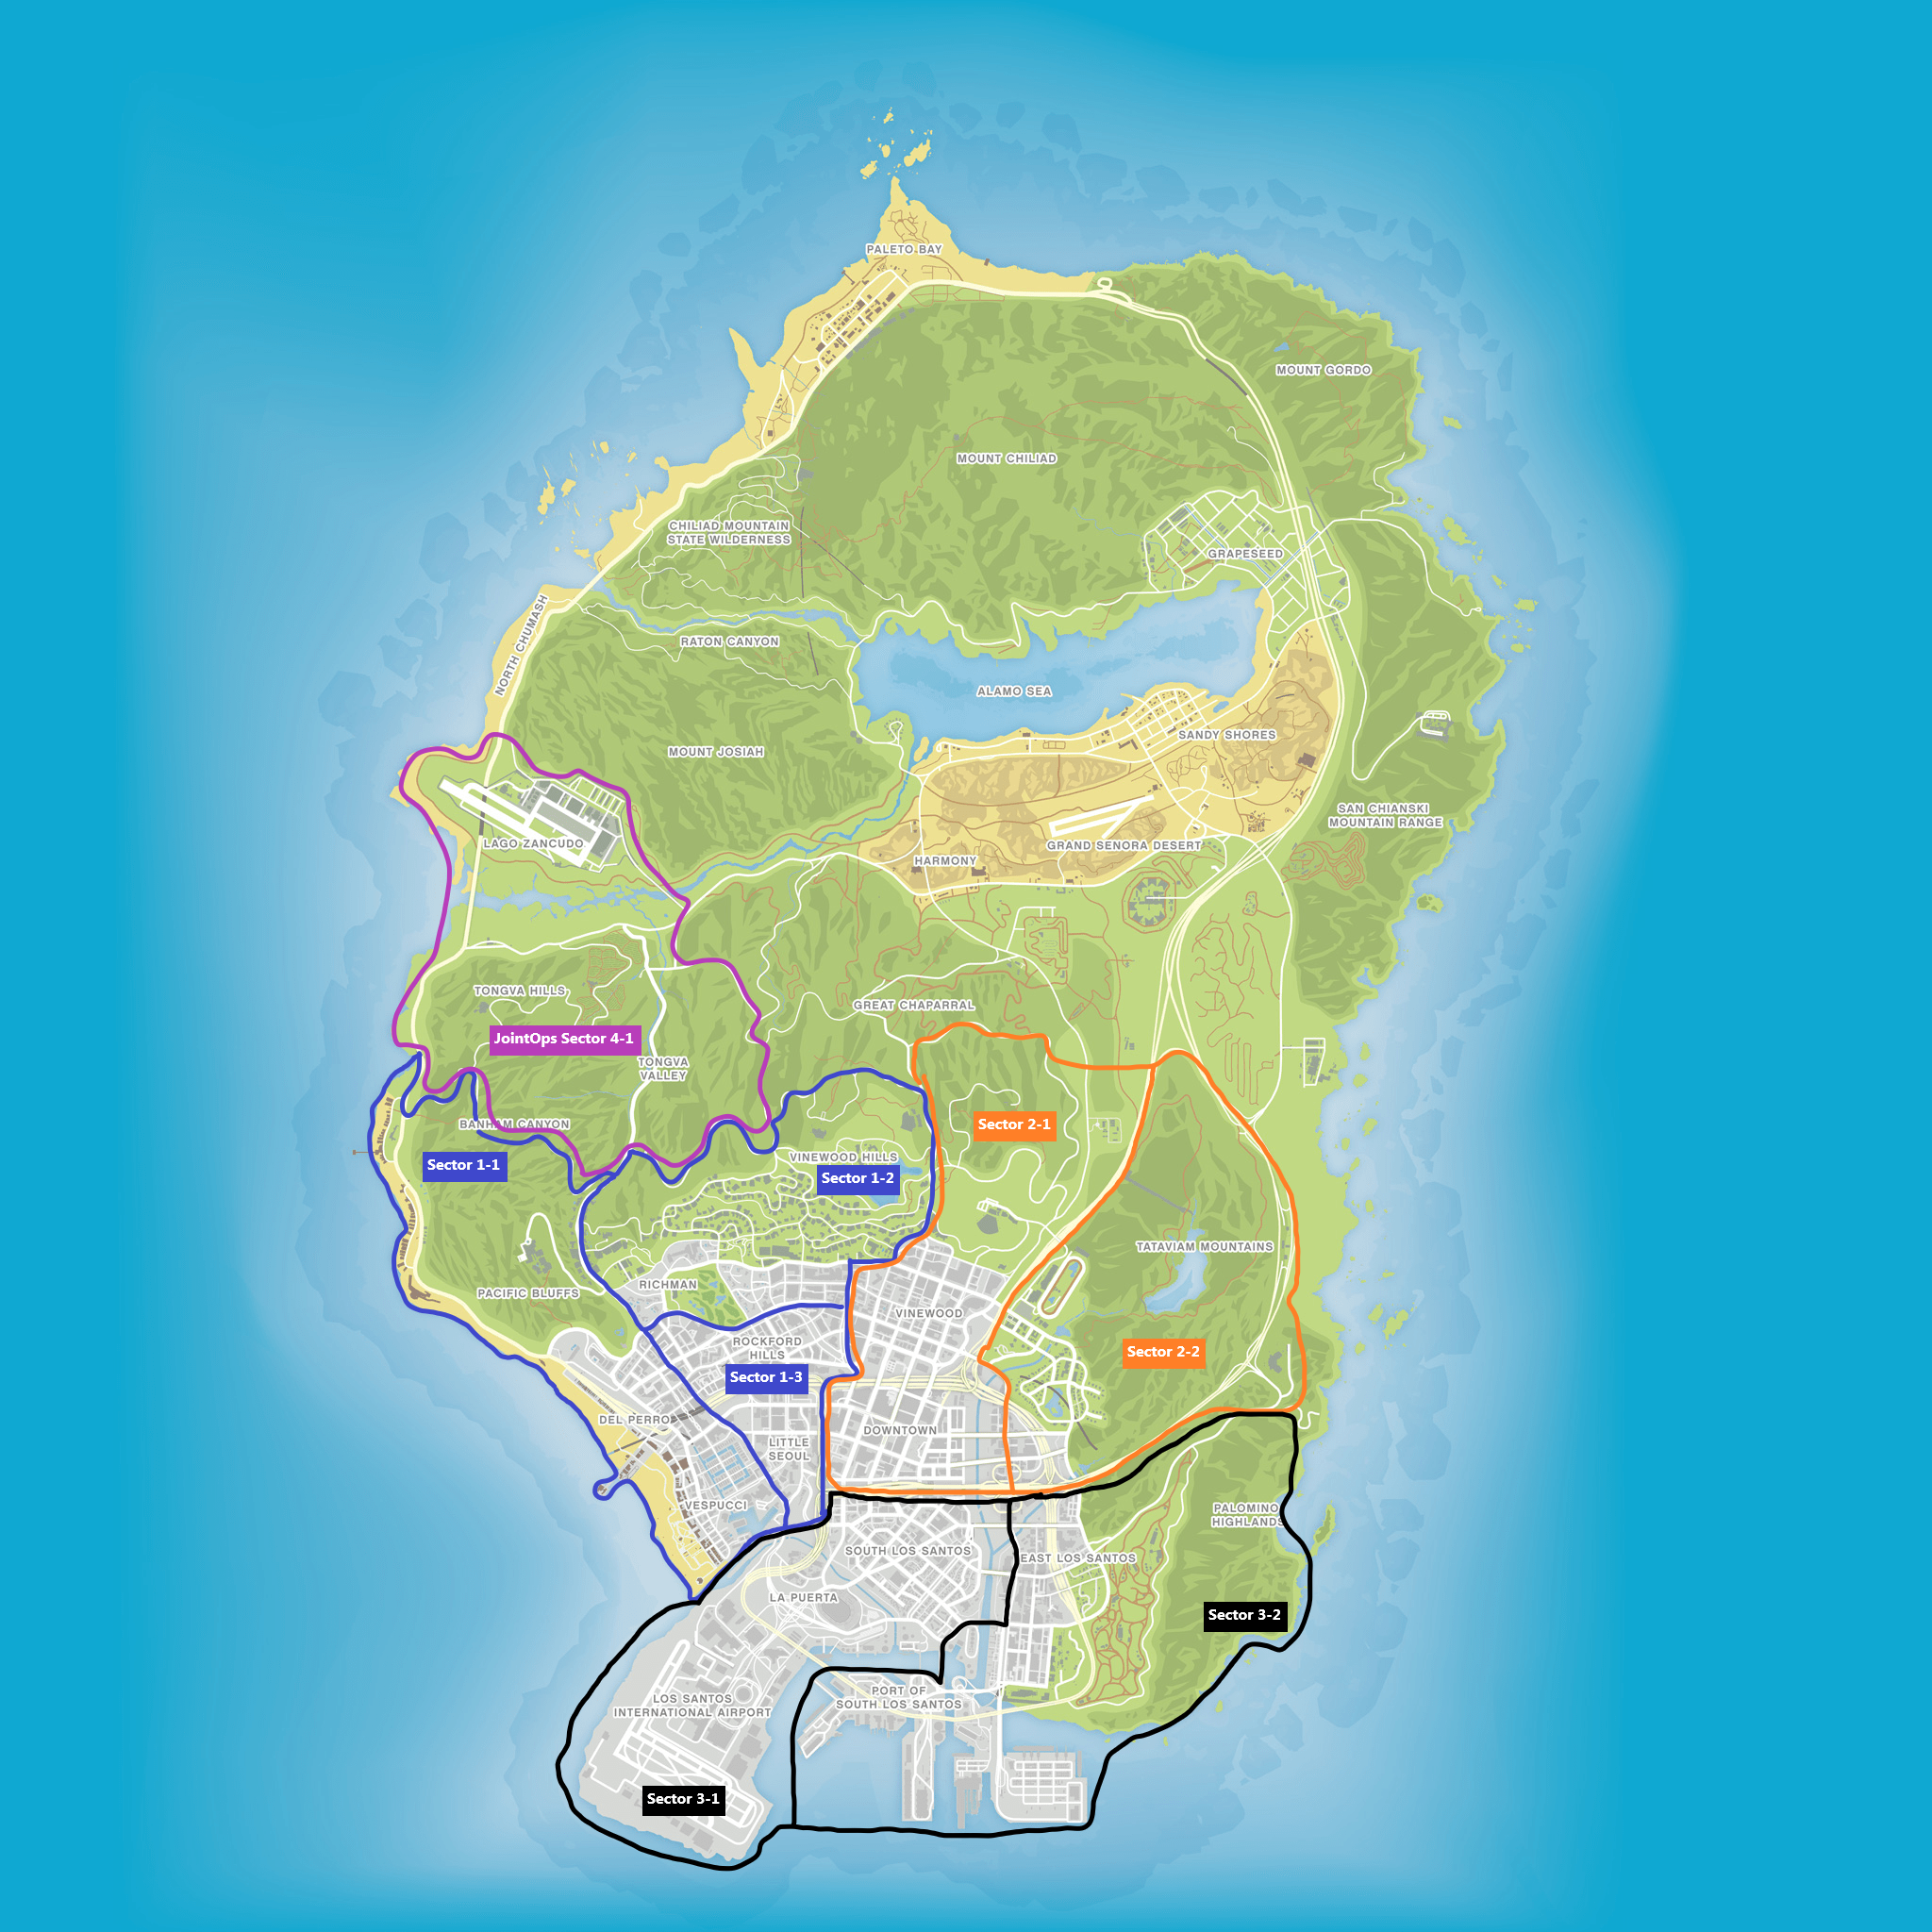 PALETO BAY
MOUNT GORDO
MOUNT CHILIAD
CHILIAD MOUNTAIN
STATE WILDERNESS
GRAPESEED
NORTH CHUMASH
RATON CANYON
ALAMO SEA
SANDY SHORES
MOUNT JOSIAH
SAN CHIANSKI
MOUNTAIN RANGE
LAGO ZANCUDO
GRAND SENORA DESERT
HARMONY
TONGVA HILLS
GREAT CHAPARRAL
JointOps Sector 4-1
TONGVA
VALLEY
BANHAM CANYON
Sector 2-1
VINEWOOD HILLS
Sector 1-1
Sector 1-2
TATAVIAM MOUNTAINS
RICHMAN
PACIFIC BLUFFS
VINEWOOD
ROCKFORD
HILLS
Sector 2-2
Sector 1-3
DEL PERRO
DOWNTOWN
LITTLE
SEOUL
VESPUCCI
PALOMINO
HIGHLANDS
SOUTH LOS SANTOS
EAST LOS SANTOS
LA PUERTA
Sector 3-2
PORT OF
SOUTH LOS SANTOS
LOS SANTOS
INTERNATIONAL AIRPORT
Sector 3-1